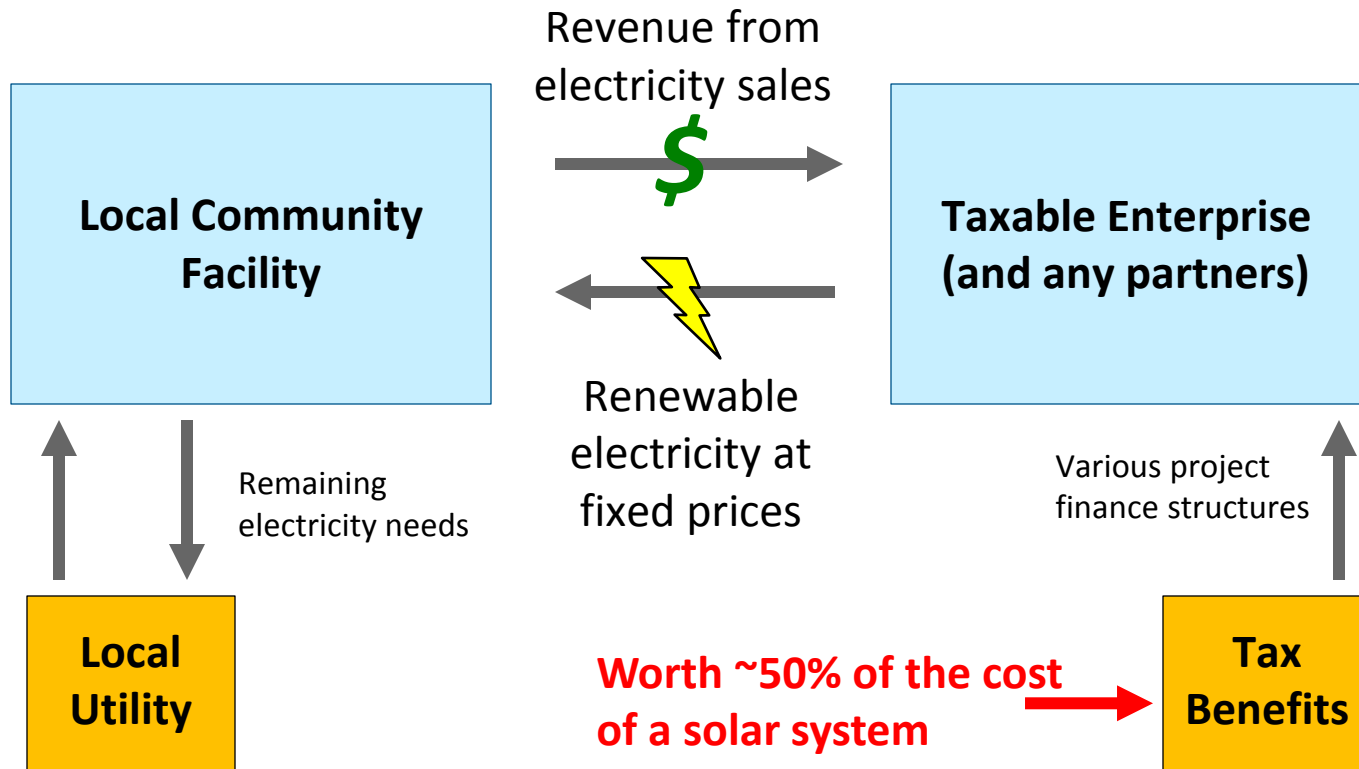 Revenue from
electricity sales
$
Local Community
Facility
Taxable Enterprise
(and any partners)
Renewable
electricity at
fixed prices
Remaining
electricity needs
Various project
finance structures
Local
Utility
Worth ~50% of the cost
of a solar system
Tax
Benefits